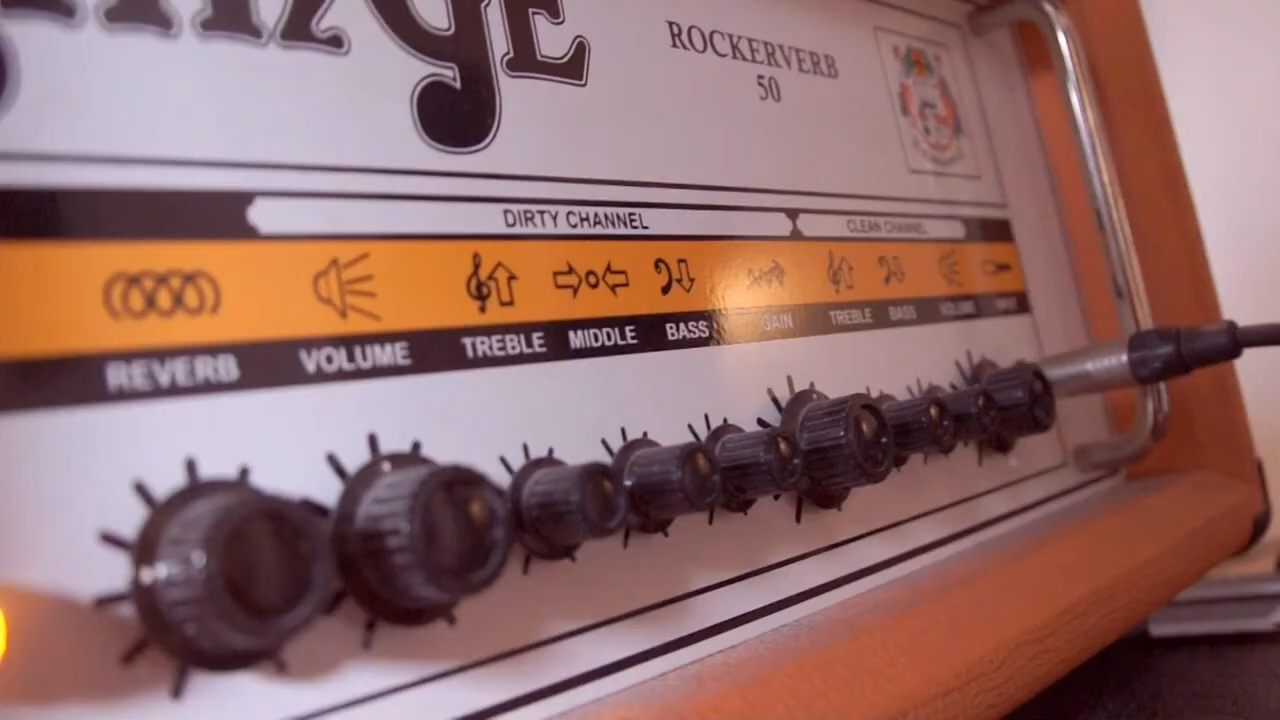 ROCKERVERB
50
DIRTY CHANNEL CLEAN CHANNEL
REVERB VOLUME TREBLE MIDDLE BASS GAIN TREBLE BASS VOLUME